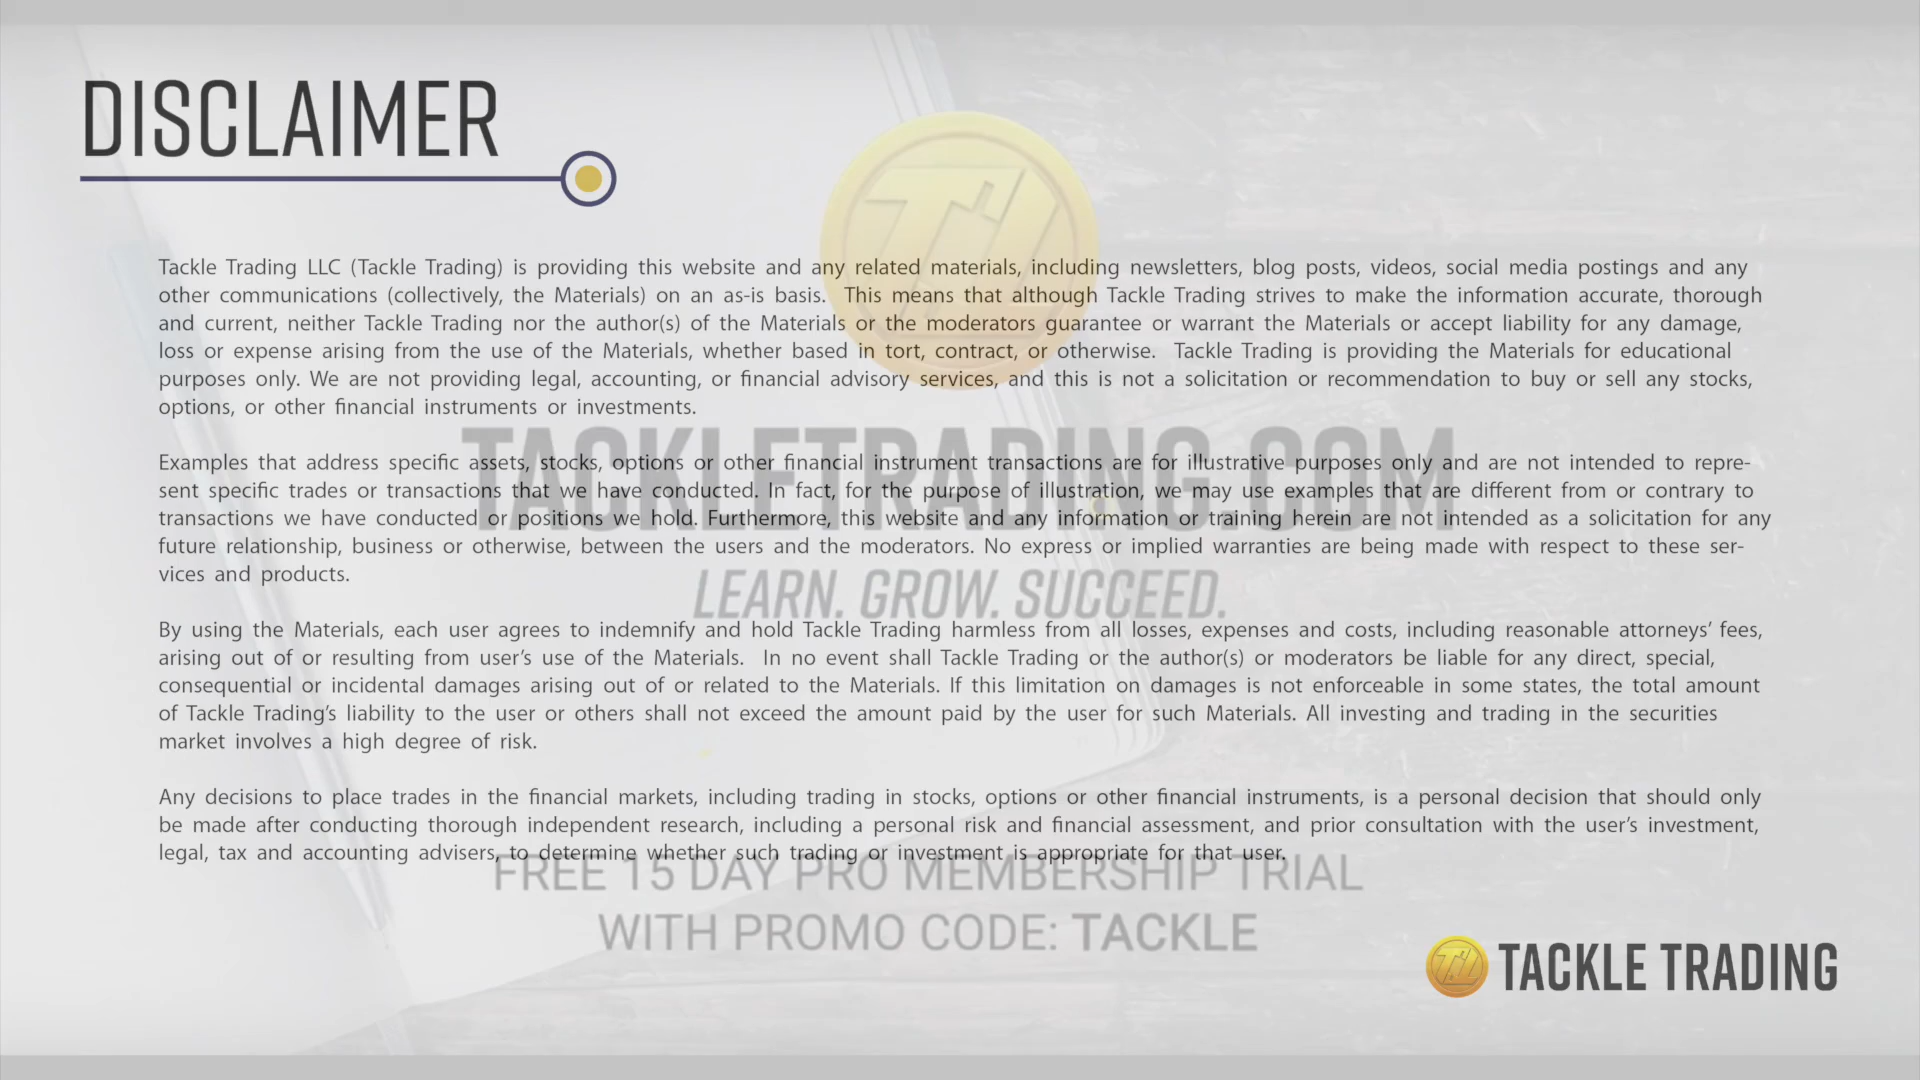 DISCLAIMER
Tackle Trading LLC (Tackle Trading) is providing this website and any related materials, including newsletters, blog posts, videos, social media postings and any
other communications (collectively, the Materials) on an as-is basis.  This means that although Tackle Trading strives to make the information accurate, thorough
and current, neither Tackle Trading nor the author(s) of the Materials or the moderators guarantee or warrant the Materials or accept liability for any damage,
loss or expense arising from the use of the Materials, whether based in tort, contract, or otherwise.  Tackle Trading is providing the Materials for educational
purposes only. We are not providing legal, accounting, or financial advisory services, and this is not a solicitation or recommendation to buy or sell any stocks,
options, or other financial instruments or investments.
TACKLETRADING.COM
Examples that address specific assets, stocks, options or other financial instrument transactions are for illustrative purposes only and are not intended to repre-
sent specific trades or transactions that we have conducted. In fact, for the purpose of illustration, we may use examples that are different from or contrary to
transactions we have conducted or positions we hold. Furthermore, this website and any information or training herein are not intended as a solicitation for any
future relationship, business or otherwise, between the users and the moderators. No express or implied warranties are being made with respect to these ser-
vices and products.
LEARN. GROW. SUCCEED.
By using the Materials, each user agrees to indemnify and hold Tackle Trading harmless from all losses, expenses and costs, including reasonable attorneys’ fees,
arising out of or resulting from user’s use of the Materials.  In no event shall Tackle Trading or the author(s) or moderators be liable for any direct, special,
consequential or incidental damages arising out of or related to the Materials. If this limitation on damages is not enforceable in some states, the total amount
of Tackle Trading’s liability to the user or others shall not exceed the amount paid by the user for such Materials. All investing and trading in the securities
market involves a high degree of risk.
Any decisions to place trades in the financial markets, including trading in stocks, options or other financial instruments, is a personal decision that should only
be made after conducting thorough independent research, including a personal risk and financial assessment, and prior consultation with the user’s investment,
legal, tax and accounting advisers, to determine whether such trading or investment is appropriate for that user.
FREE 15 DAY PRO MEMBERSHIP TRIAL
WITH PROMO CODE: TACKLE
TACKLE TRADING